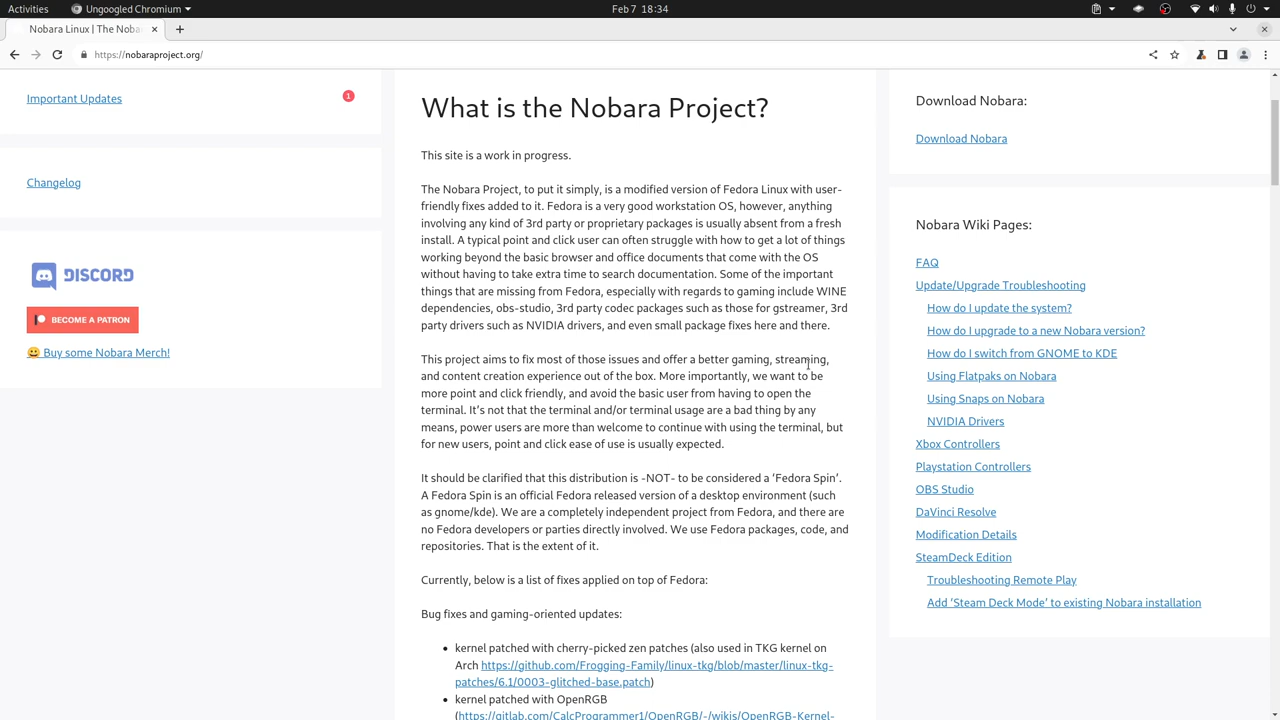 Activities
Ungoogled Chromium
Feb 7 18:34
Nobara Linux | The Noba
https://nobaraproject.org/
Important Updates
1
Changelog
DISCORD
BECOME A PATRON
😀 Buy some Nobara Merch!
What is the Nobara Project?
This site is a work in progress.
The Nobara Project, to put it simply, is a modified version of Fedora Linux with user-
friendly fixes added to it. Fedora is a very good workstation OS, however, anything
involving any kind of 3rd party or proprietary packages is usually absent from a fresh
install. A typical point and click user can often struggle with how to get a lot of things
working beyond the basic browser and office documents that come with the OS
without having to take extra time to search documentation. Some of the important
things that are missing from Fedora, especially with regards to gaming include WINE
dependencies, obs-studio, 3rd party codec packages such as those for gstreamer, 3rd
party drivers such as NVIDIA drivers, and even small package fixes here and there.
This project aims to fix most of those issues and offer a better gaming, streaming,
and content creation experience out of the box. More importantly, we want to be
more point and click friendly, and avoid the basic user from having to open the
terminal. It’s not that the terminal and/or terminal usage are a bad thing by any
means, power users are more than welcome to continue with using the terminal, but
for new users, point and click ease of use is usually expected.
It should be clarified that this distribution is -NOT- to be considered a ‘Fedora Spin’.
A Fedora Spin is an official Fedora released version of a desktop environment (such
as gnome/kde). We are a completely independent project from Fedora, and there are
no Fedora developers or parties directly involved. We use Fedora packages, code, and
repositories. That is the extent of it.
Currently, below is a list of fixes applied on top of Fedora:
Bug fixes and gaming-oriented updates:
• kernel patched with cherry-picked zen patches (also used in TKG kernel on
Arch https://github.com/Frogging-Family/linux-tkg/blob/master/linux-tkg-
patches/6.1/0003-glitched-base.patch)
• kernel patched with OpenRGB
(https://gitlab.com/CalcProgrammer1/OpenRGB/-/wikis/OpenRGB-Kernel-
Download Nobara:
Download Nobara
Nobara Wiki Pages:
FAQ
Update/Upgrade Troubleshooting
How do I update the system?
How do I upgrade to a new Nobara version?
How do I switch from GNOME to KDE
Using Flatpaks on Nobara
Using Snaps on Nobara
NVIDIA Drivers
Xbox Controllers
Playstation Controllers
OBS Studio
DaVinci Resolve
Modification Details
SteamDeck Edition
Troubleshooting Remote Play
Add ‘Steam Deck Mode’ to existing Nobara installation